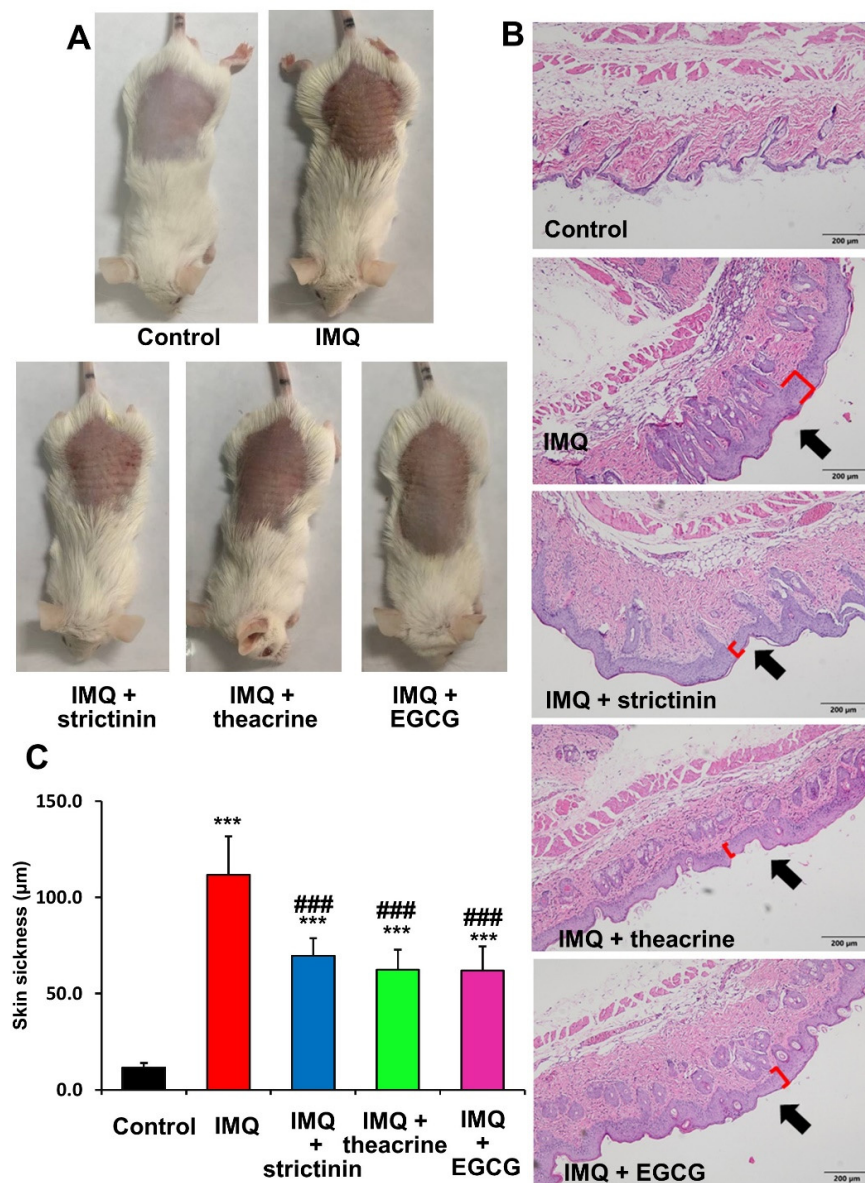 A
Control
IMQ
IMQ +
strictinin
IMQ +
theacrine
IMQ +
EGCG
B
Control
200 µm
IMQ
200 µm
IMQ + strictinin
200 µm
IMQ + theacrine
200 µm
IMQ + EGCG
200 µm
C
Skin sickness (µm)
150.0
100.0
50.0
0.0
***
###
***
###
***
###
***
Control
IMQ
IMQ
+
strictinin
IMQ +
theacrine
IMQ
+
EGCG